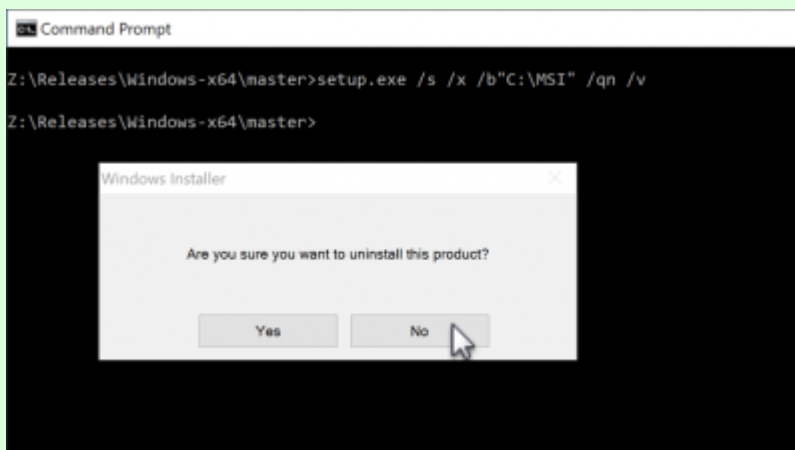 Command Prompt
Z:\Releases\Windows-x64\master>setup.exe /s /x /b"C:\MSI" /qn /v
Z:\Releases\Windows-x64\master>
Windows Installer
Are you sure you want to uninstall this product?
Yes No